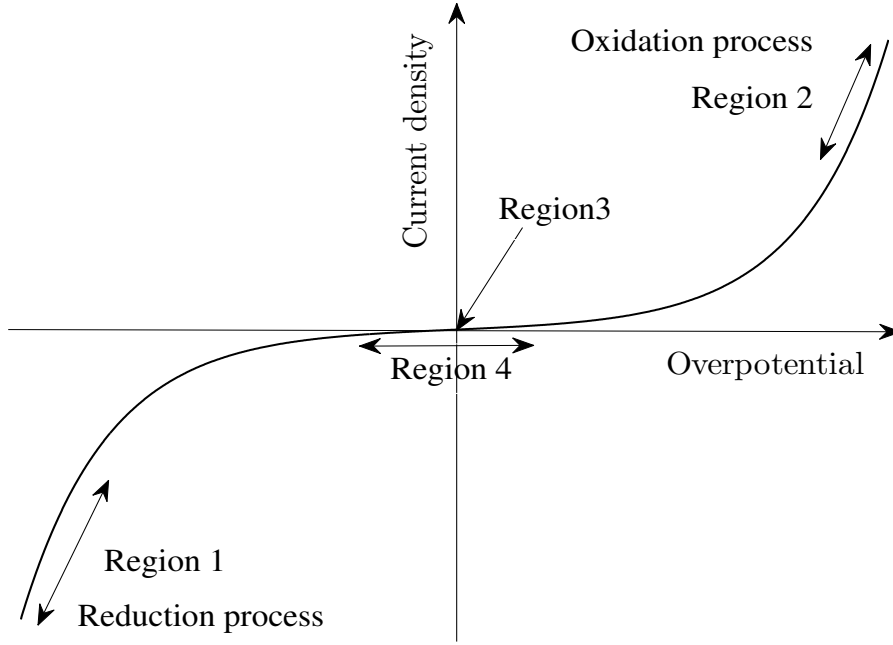 Oxidation process
Region 2
Current density
Region3
Region 4
Overpotential
Region 1
Reduction process